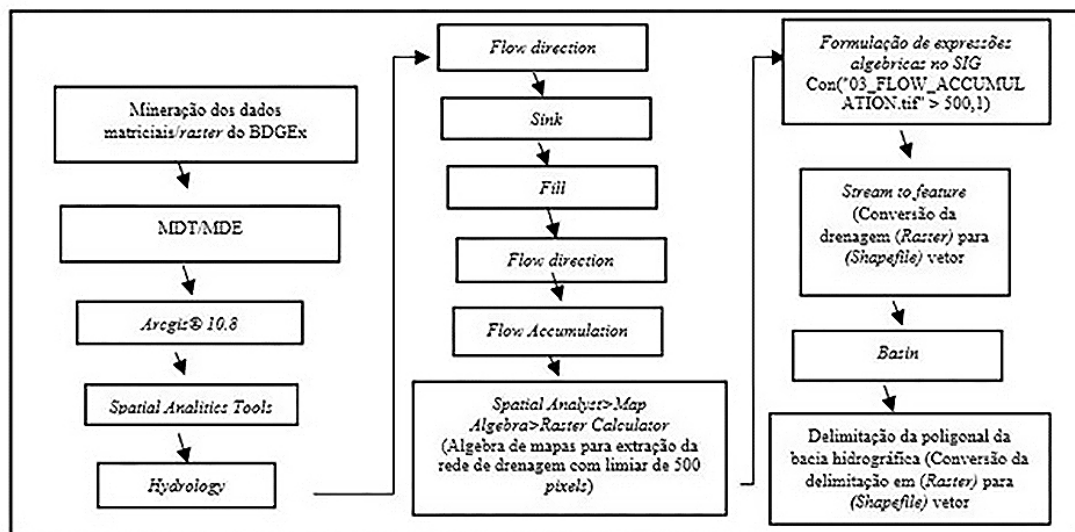 Mineração dos dados
matriciais/raster do BDGEx
MDT/MDE
Arcgis® 10.8
Spatial Analitics Tools
Hydrology
Flow direction
Sink
Fill
Flow direction
Flow Accumulation
Spatial Analyst>Map
Algebra>Raster Calculator
(Algebra de mapas para extração da
rede de drenagem com limiar de 500
pixels)
Formulação de expressões
algebricas no SIG
Con("03_FLOW_ACCUMUL
ATION.tif" > 500,1)
Stream to feature
(Conversão da
drenagem (Raster) para
(Shapefile) vetor
Basin
Delimitação da poligonal da
bacia hidrográfica (Conversão da
delimitação em (Raster) para
(Shapefile) vetor